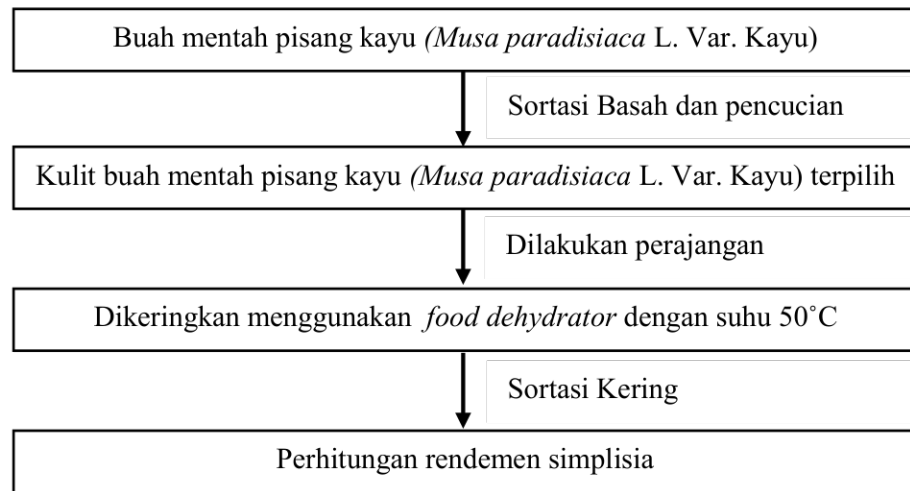 Buah mentah pisang kayu (Musa paradisiaca L. Var. Kayu)
Sortasi Basah dan pencucian
Kulit buah mentah pisang kayu (Musa paradisiaca L. Var. Kayu) terpilih
Dilakukan perajangan
Dikeringkan menggunakan food dehydrator dengan suhu 50˚C
Sortasi Kering
Perhitungan rendemen simplisia